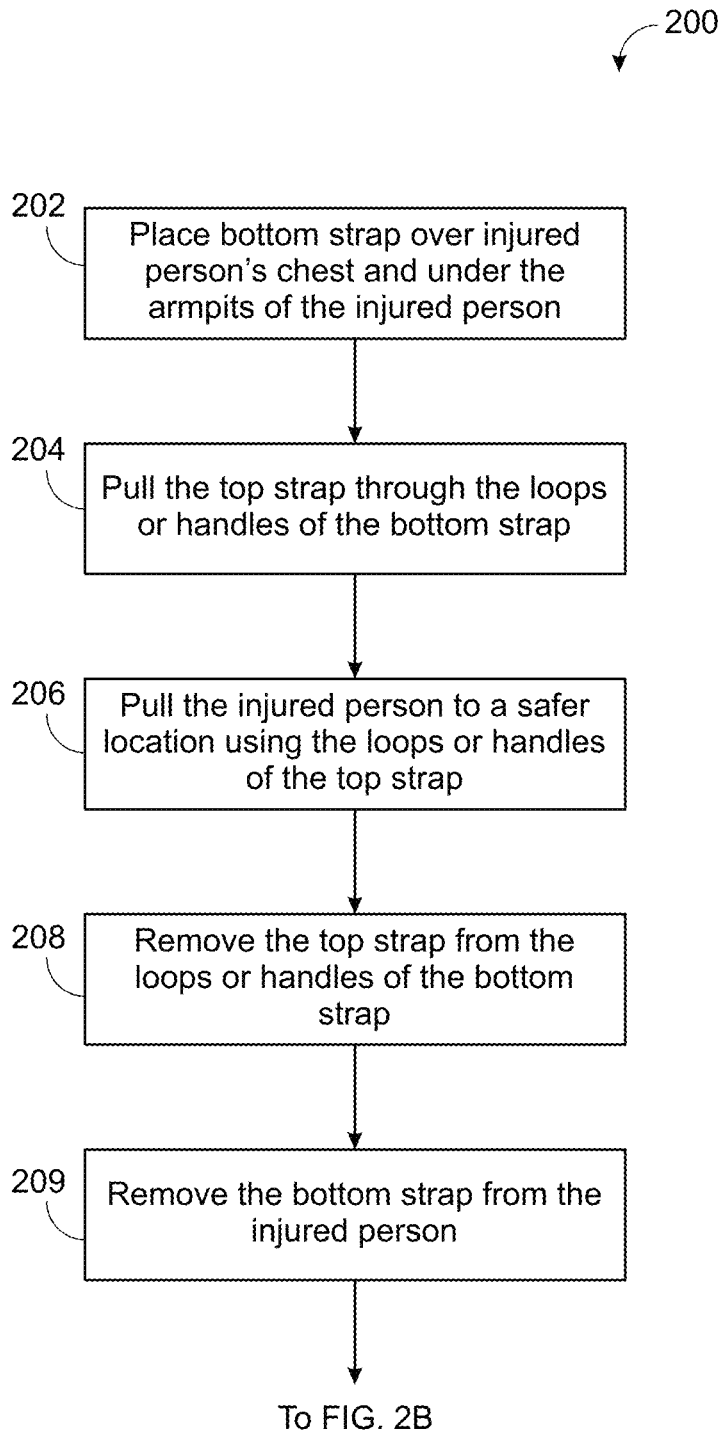 200
202
Place bottom strap over injured
person's chest and under the
armpits of the injured person
204
Pull the top strap through the loops
or handles of the bottom strap
206
Pull the injured person to a safer
location using the loops or handles
of the top strap
208
Remove the top strap from the
loops or handles of the bottom
strap
209
Remove the bottom strap from the
injured person
To FIG. 2B